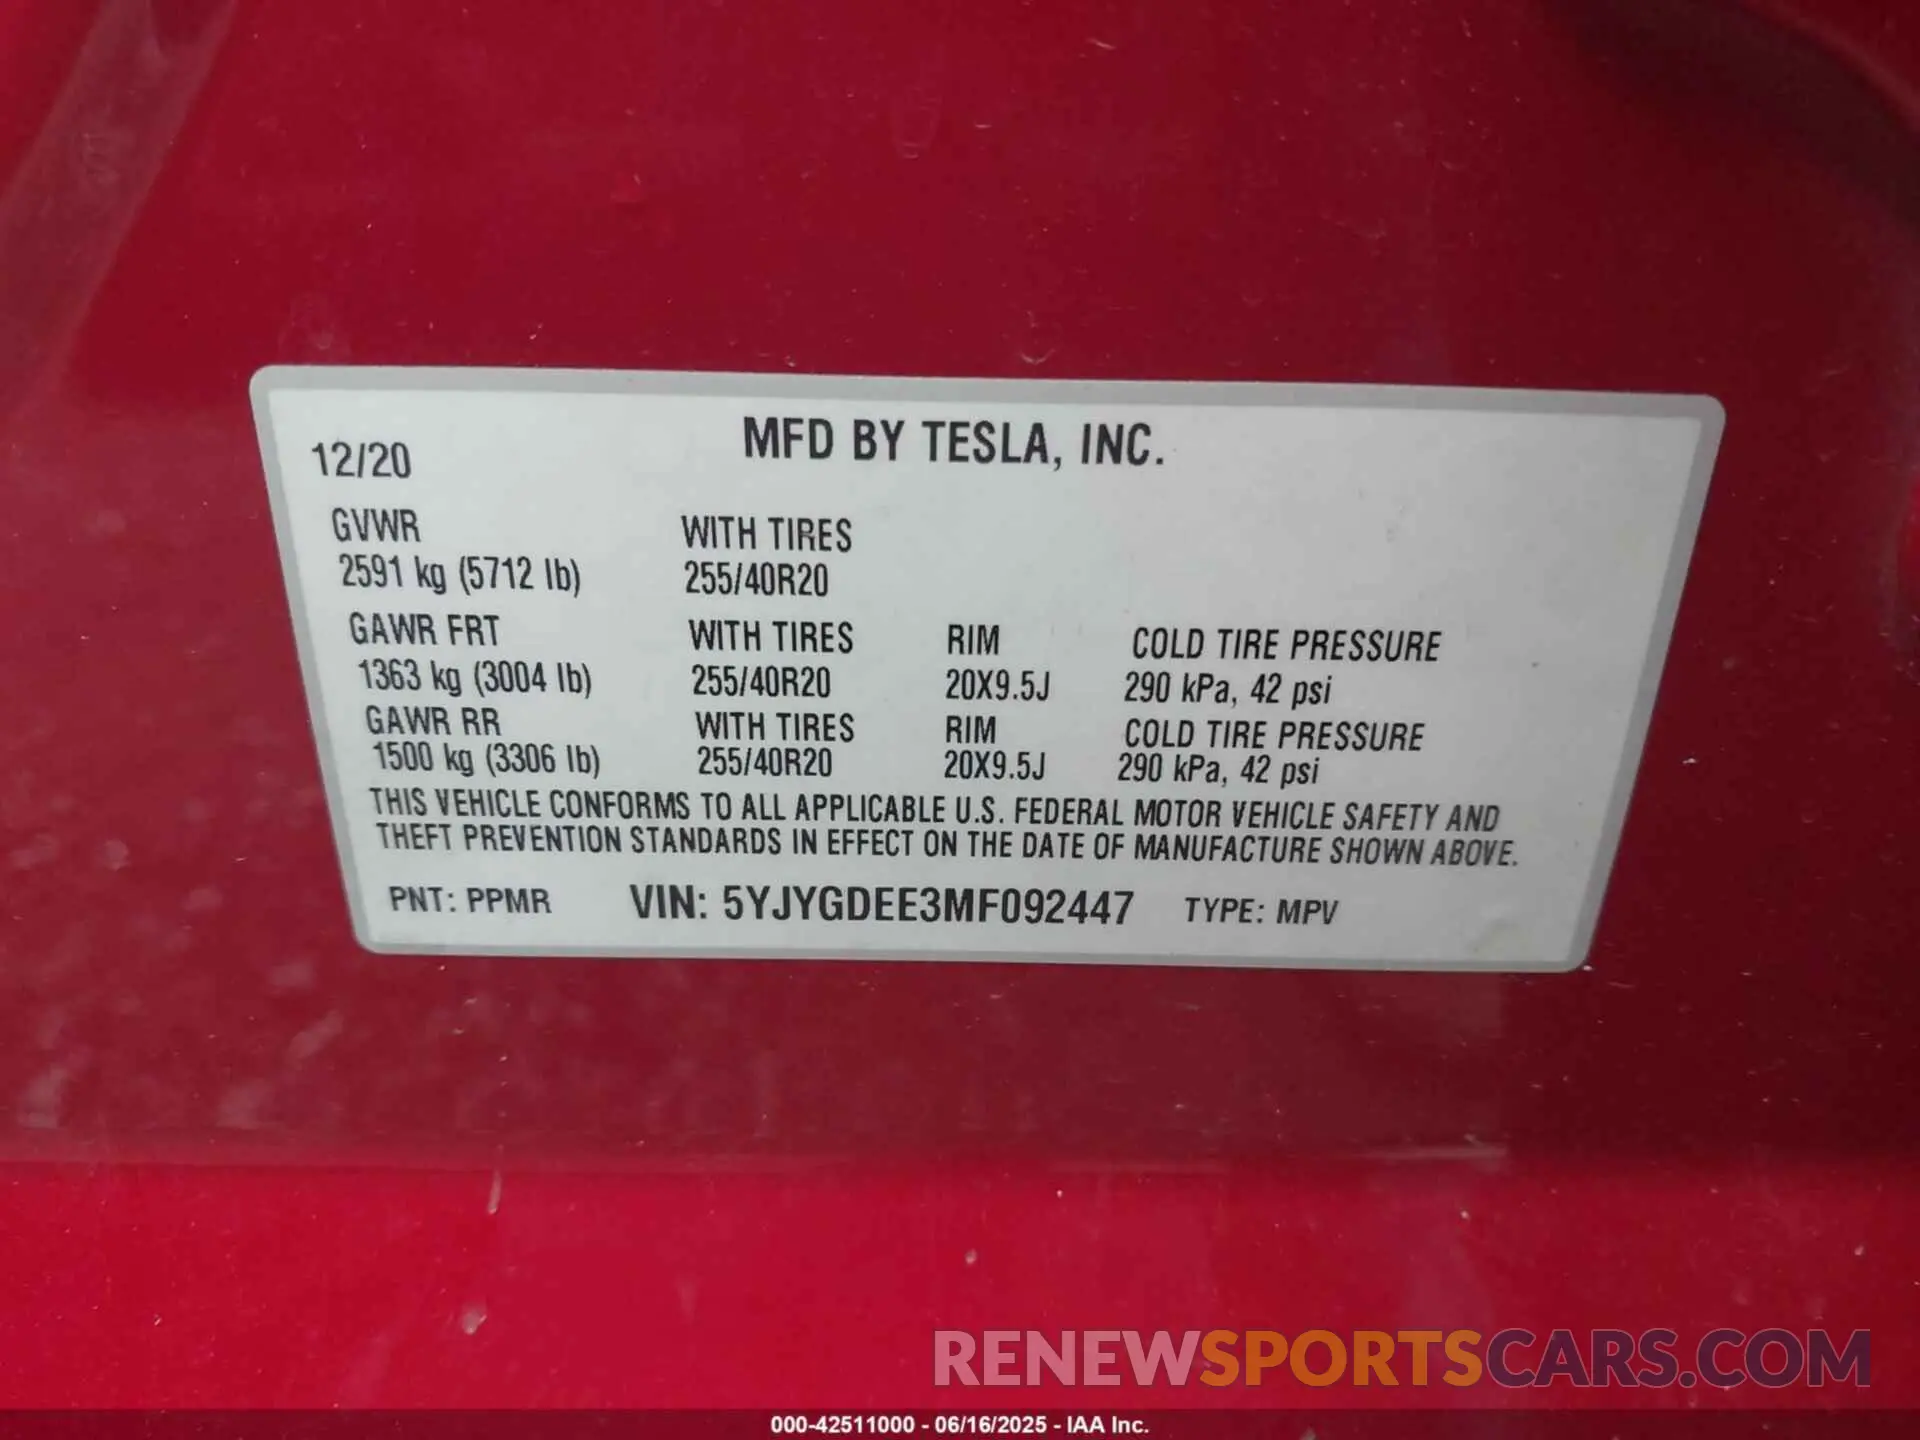 MFD BY TESLA, INC.
12/20
GVWR WITH TIRES
2591 kg (5712 lb) 255/40R20
GAWR FRT WITH TIRES RIM COLD TIRE PRESSURE
1363 kg (3004 lb) 255/40R20 20X9.5J 290 kPa, 42 psi
GAWR RR WITH TIRES RIM COLD TIRE PRESSURE
1500 kg (3306 lb) 255/40R20 20X9.5J 290 kPa, 42 psi
THIS VEHICLE CONFORMS TO ALL APPLICABLE U.S. FEDERAL MOTOR VEHICLE SAFETY AND
THEFT PREVENTION STANDARDS IN EFFECT ON THE DATE OF MANUFACTURE SHOWN ABOVE.
PNT: PPMR VIN: 5YJYGDEE3MF092447 TYPE: MPV
RENEWSPORTSCARS.COM
000-42511000 - 06/16/2025 - IAA Inc.